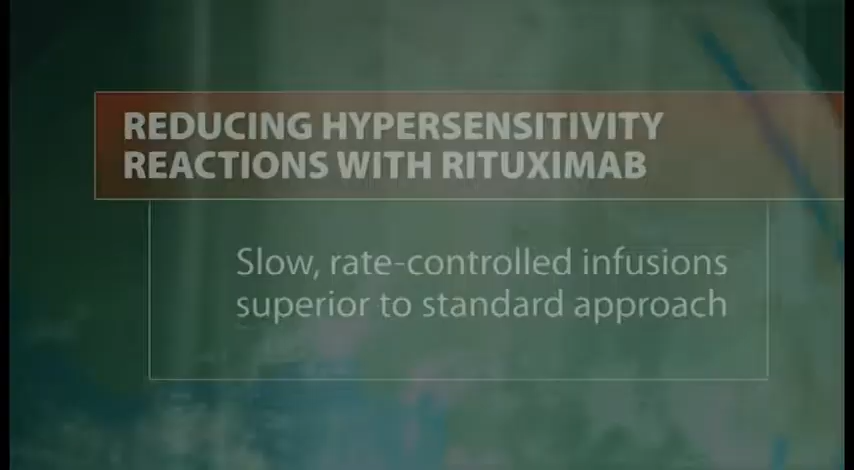 REDUCING HYPERSENSITIVITY
REACTIONS WITH RITUXIMAB
Slow, rate-controlled infusions
superior to standard approach